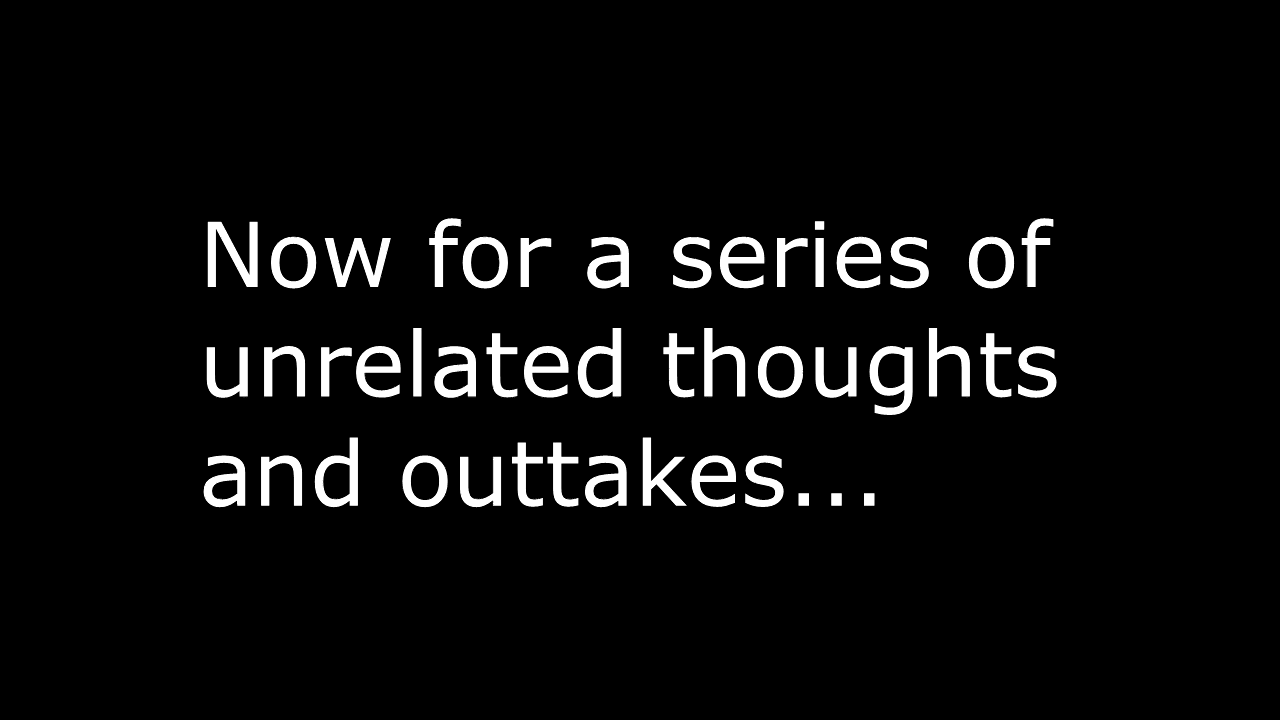 Now for a series of
unrelated thoughts
and outtakes...